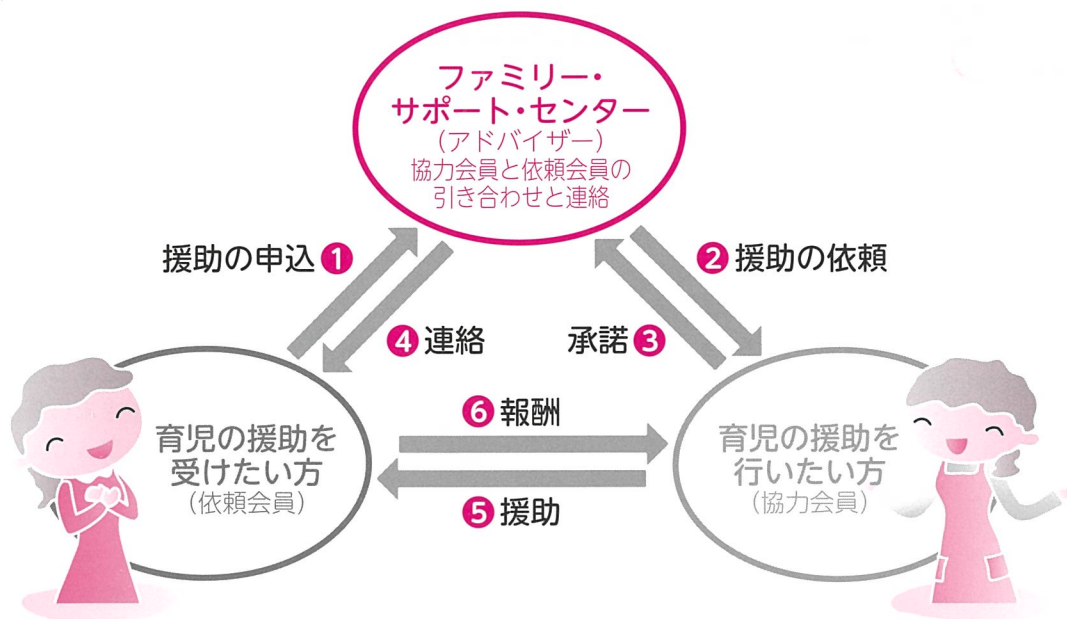 ファミリー・
サポート・センター
(アドバイザー)
協力会員と依頼会員の
引き合わせと連絡
援助の申込❶
❷援助の依頼
❹連絡
承諾❸
育児の援助を
受けたい方
(依頼会員)
❻報酬
❺援助
育児の援助を
行いたい方
(協力会員)